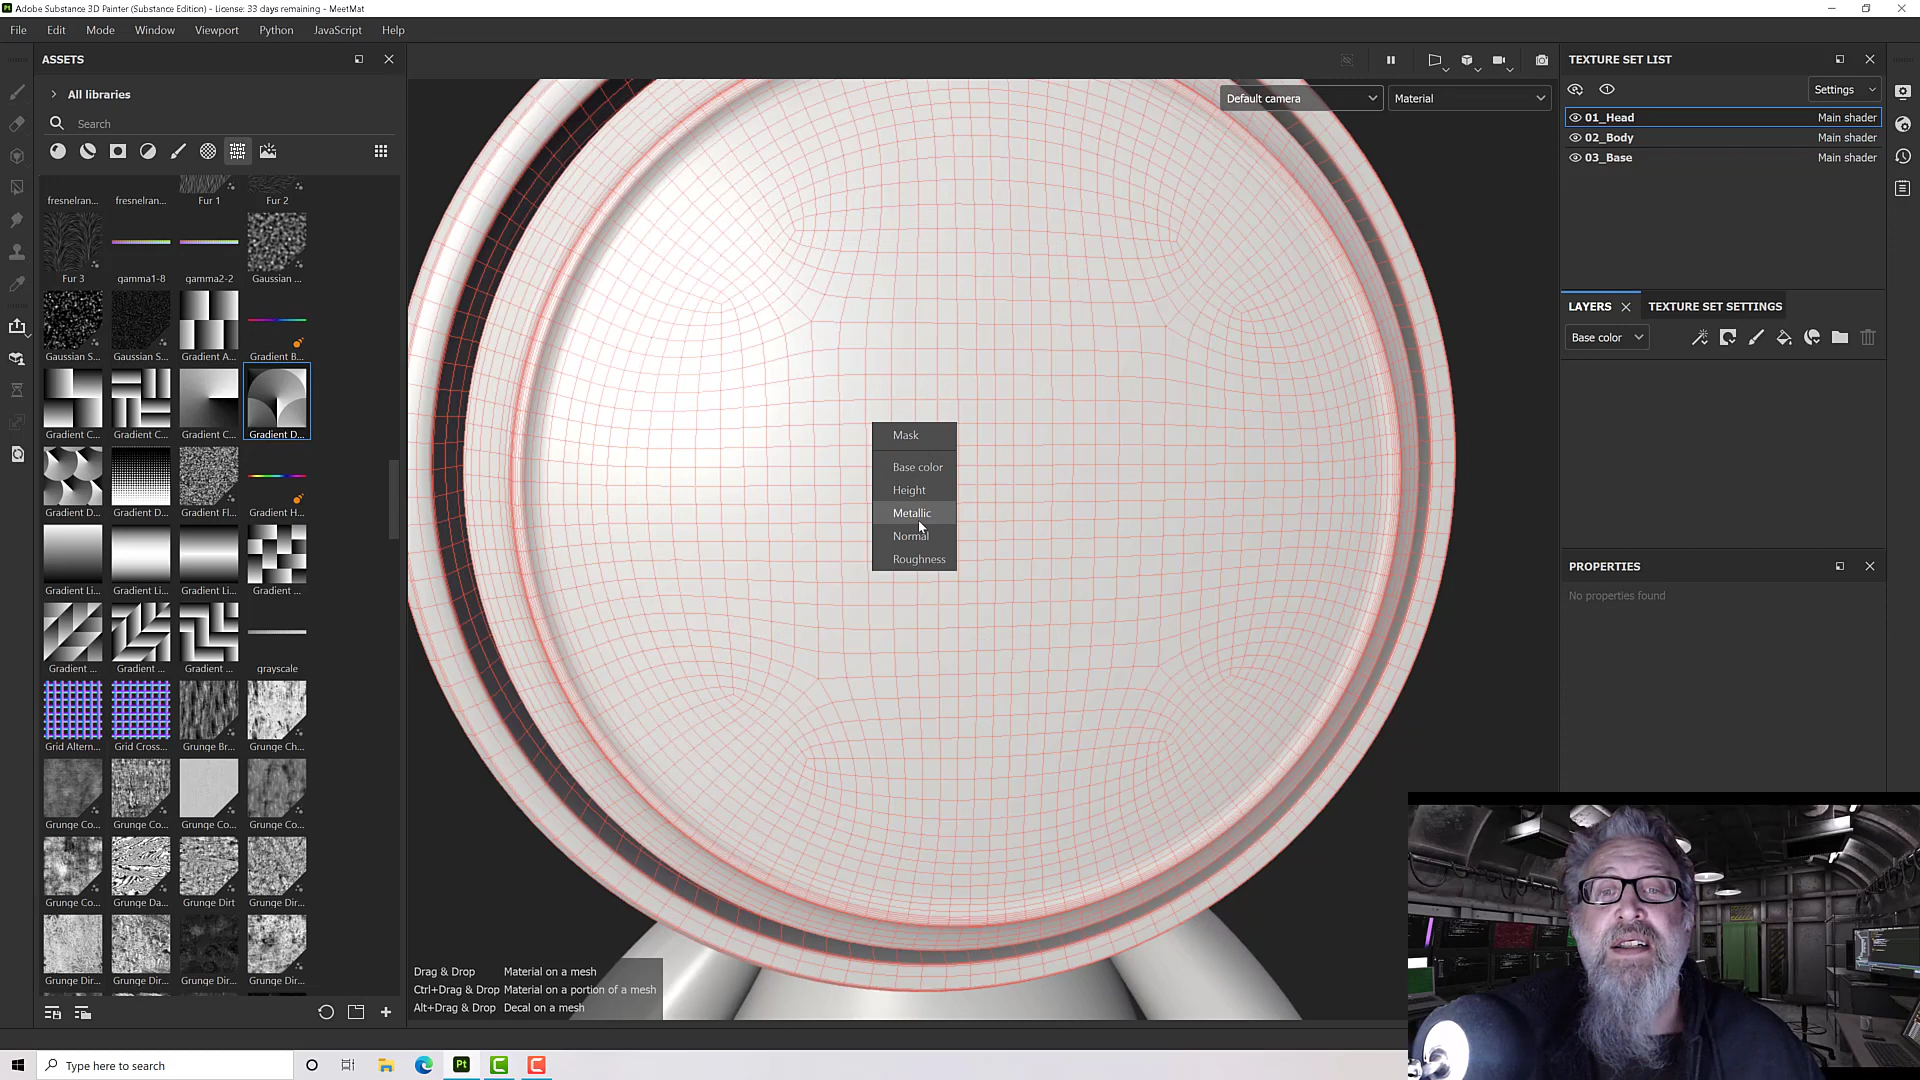 Adobe Substance 3D Painter (Substance Edition) - License: 33 days remaining - MeetMat
File Edit Mode Window Viewport Python JavaScript Help
ASSETS
All libraries
Search
fresnelran... fresnelran... Fur 1 Fur 2
Fur 3 gamma1-8 gamma2-2 Gaussian ...
Gaussian S... Gaussian S... Gradient A... Gradient B...
Gradient C... Gradient C... Gradient C... Gradient D...
Gradient D... Gradient D... Gradient Fl... Gradient H...
Gradient Li... Gradient Li... Gradient Li... Gradient ...
Gradient ... Gradient ... Gradient ... grayscale
Grid Altern... Grid Cross... Grunge Br... Grunge Ch...
Grunge Co... Grunge Co... Grunge Co... Grunge Co...
Grunge Co... Grunge Da... Grunge Dirt Grunge Dir...
Grunge Dir... Grunge Dir... Grunge Dir... Grunge Dir...
Default camera Material
Mask
Base color
Height
Metallic
Normal
Roughness
Drag & Drop Material on a mesh
Ctrl+Drag & Drop Material on a portion of a mesh
Alt+Drag & Drop Decal on a mesh
TEXTURE SET LIST
Settings
01_Head Main shader
02_Body Main shader
03_Base Main shader
LAYERS TEXTURE SET SETTINGS
Base color
PROPERTIES
No properties found
Type here to search
Pt